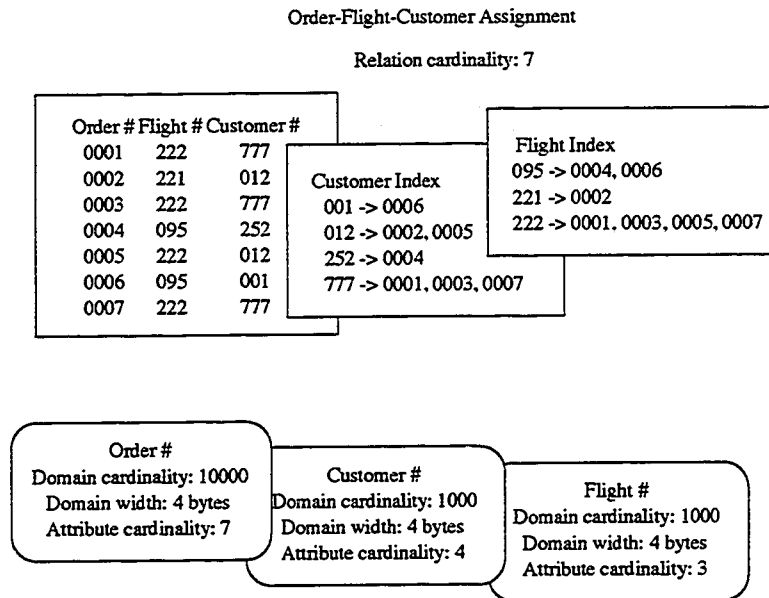 Order-Flight-Customer Assignment
Relation cardinality: 7
Order # Flight # Customer #
0001 222 777
0002 221 012
0003 222 777
0004 095 252
0005 222 012
0006 095 001
0007 222 777
Customer Index
001 -> 0006
012 -> 0002, 0005
252 -> 0004
777 -> 0001, 0003, 0007
Flight Index
095 -> 0004, 0006
221 -> 0002
222 -> 0001. 0003, 0005, 0007
Order #
Domain cardinality: 10000
Domain width: 4 bytes
Attribute cardinality: 7
Customer #
Domain cardinality: 1000
Domain width: 4 bytes
Attribute cardinality: 4
Flight #
Domain cardinality: 1000
Domain width: 4 bytes
Attribute cardinality: 3